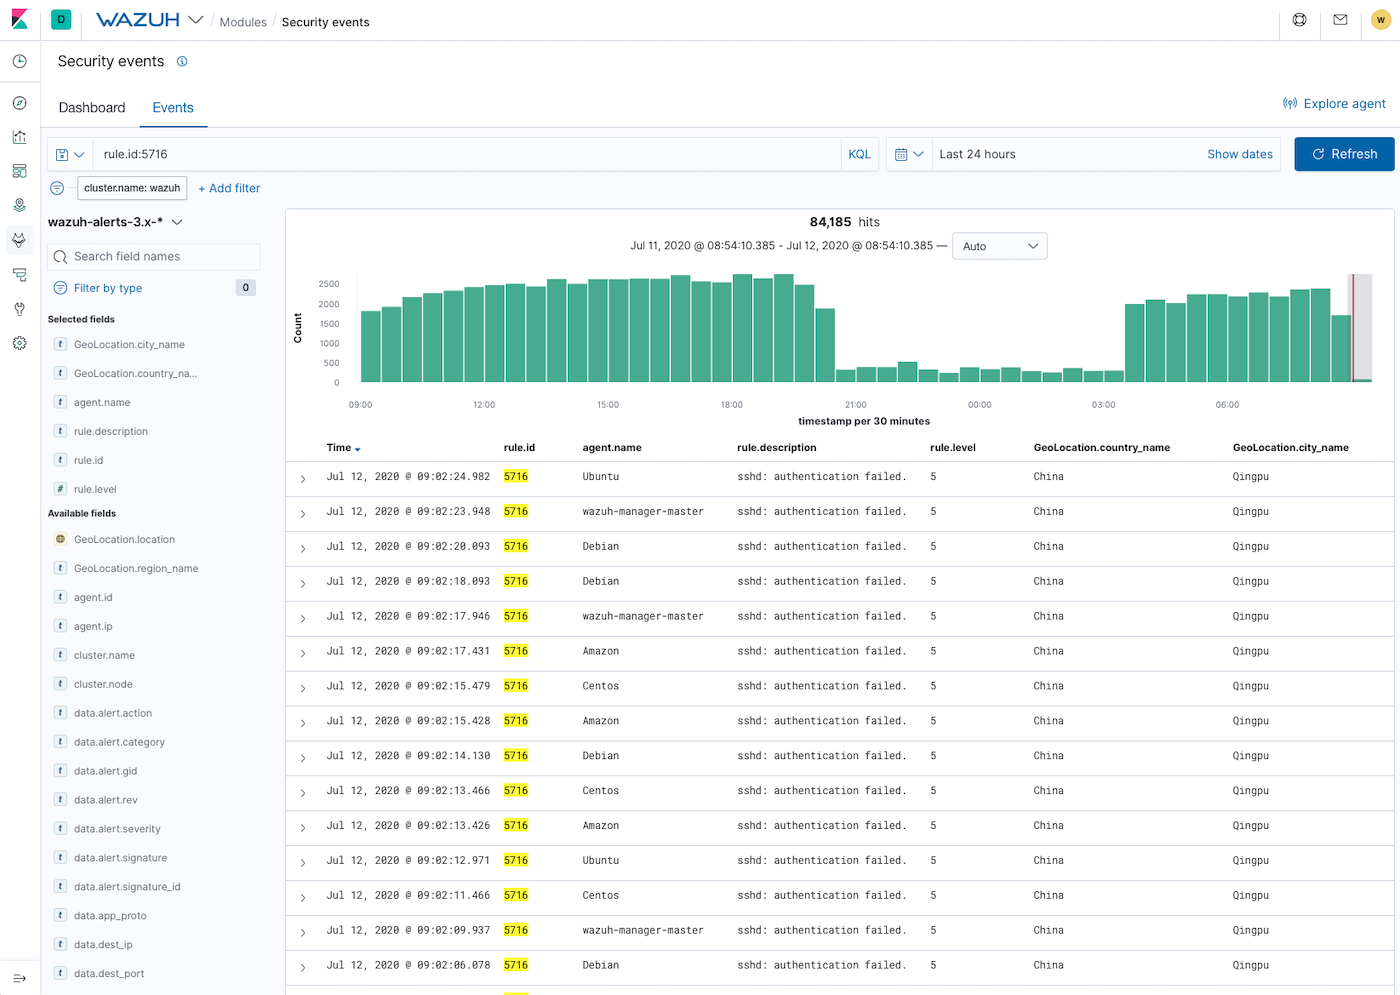 D WAZUH / Modules / Security events W
Security events
Dashboard Events Explore agent
rule.id:5716 KQL Last 24 hours Show dates Refresh
cluster.name: wazuh + Add filter
wazuh-alerts-3.x-*
Search field names
Filter by type 0
Selected fields
t GeoLocation.city_name
t GeoLocation.country_na...
t agent.name
t rule.description
t rule.id
# rule.level
Available fields
GeoLocation.location
t GeoLocation.region_name
t agent.id
t agent.ip
t cluster.name
t cluster.node
t data.alert.action
t data.alert.category
t data.alert.gid
t data.alert.rev
t data.alert.severity
t data.alert.signature
t data.alert.signature_id
t data.app_proto
t data.dest_ip
t data.dest_port
84,185 hits
Jul 11, 2020 @ 08:54:10.385 - Jul 12, 2020 @ 08:54:10.385 — Auto
Count
2500
2000
1500
1000
500
0
09:00 12:00 15:00 18:00 21:00 00:00 03:00 06:00
timestamp per 30 minutes
Time rule.id agent.name rule.description rule.level GeoLocation.country_name GeoLocation.city_name
Jul 12, 2020 @ 09:02:24.982 5716 Ubuntu sshd: authentication failed. 5 China Qingpu
Jul 12, 2020 @ 09:02:23.948 5716 wazuh-manager-master sshd: authentication failed. 5 China Qingpu
Jul 12, 2020 @ 09:02:20.093 5716 Debian sshd: authentication failed. 5 China Qingpu
Jul 12, 2020 @ 09:02:18.093 5716 Debian sshd: authentication failed. 5 China Qingpu
Jul 12, 2020 @ 09:02:17.946 5716 wazuh-manager-master sshd: authentication failed. 5 China Qingpu
Jul 12, 2020 @ 09:02:17.431 5716 Amazon sshd: authentication failed. 5 China Qingpu
Jul 12, 2020 @ 09:02:15.479 5716 Centos sshd: authentication failed. 5 China Qingpu
Jul 12, 2020 @ 09:02:15.428 5716 Amazon sshd: authentication failed. 5 China Qingpu
Jul 12, 2020 @ 09:02:14.130 5716 Debian sshd: authentication failed. 5 China Qingpu
Jul 12, 2020 @ 09:02:13.466 5716 Centos sshd: authentication failed. 5 China Qingpu
Jul 12, 2020 @ 09:02:13.426 5716 Amazon sshd: authentication failed. 5 China Qingpu
Jul 12, 2020 @ 09:02:12.971 5716 Ubuntu sshd: authentication failed. 5 China Qingpu
Jul 12, 2020 @ 09:02:11.466 5716 Centos sshd: authentication failed. 5 China Qingpu
Jul 12, 2020 @ 09:02:09.937 5716 wazuh-manager-master sshd: authentication failed. 5 China Qingpu
Jul 12, 2020 @ 09:02:06.078 5716 Debian sshd: authentication failed. 5 China Qingpu